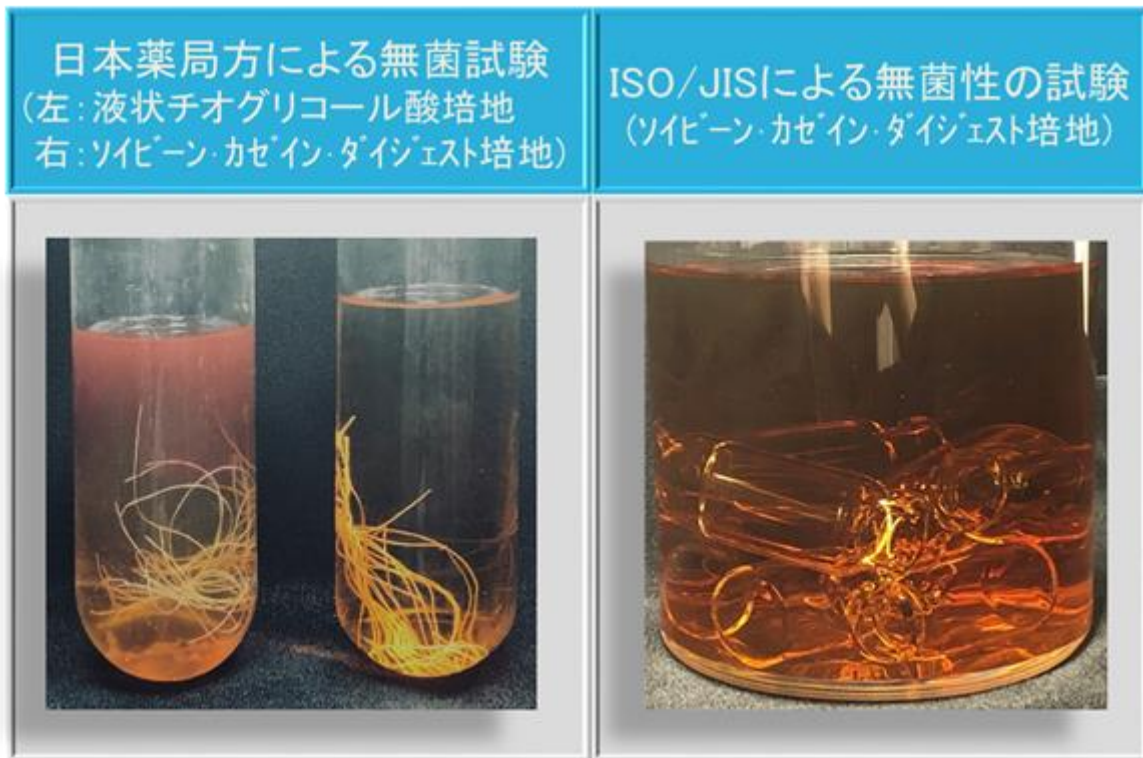 日本薬局方による無菌試験
(左：液状チオグリコール酸培地
右：ｿｲﾋﾞｰﾝ・ｶｾﾞｲﾝ・ﾀﾞｲｼﾞｪｽﾄ培地)
ISO/JISによる無菌性の試験
(ｿｲﾋﾞｰﾝ・ｶｾﾞｲﾝ・ﾀﾞｲｼﾞｪｽﾄ培地)